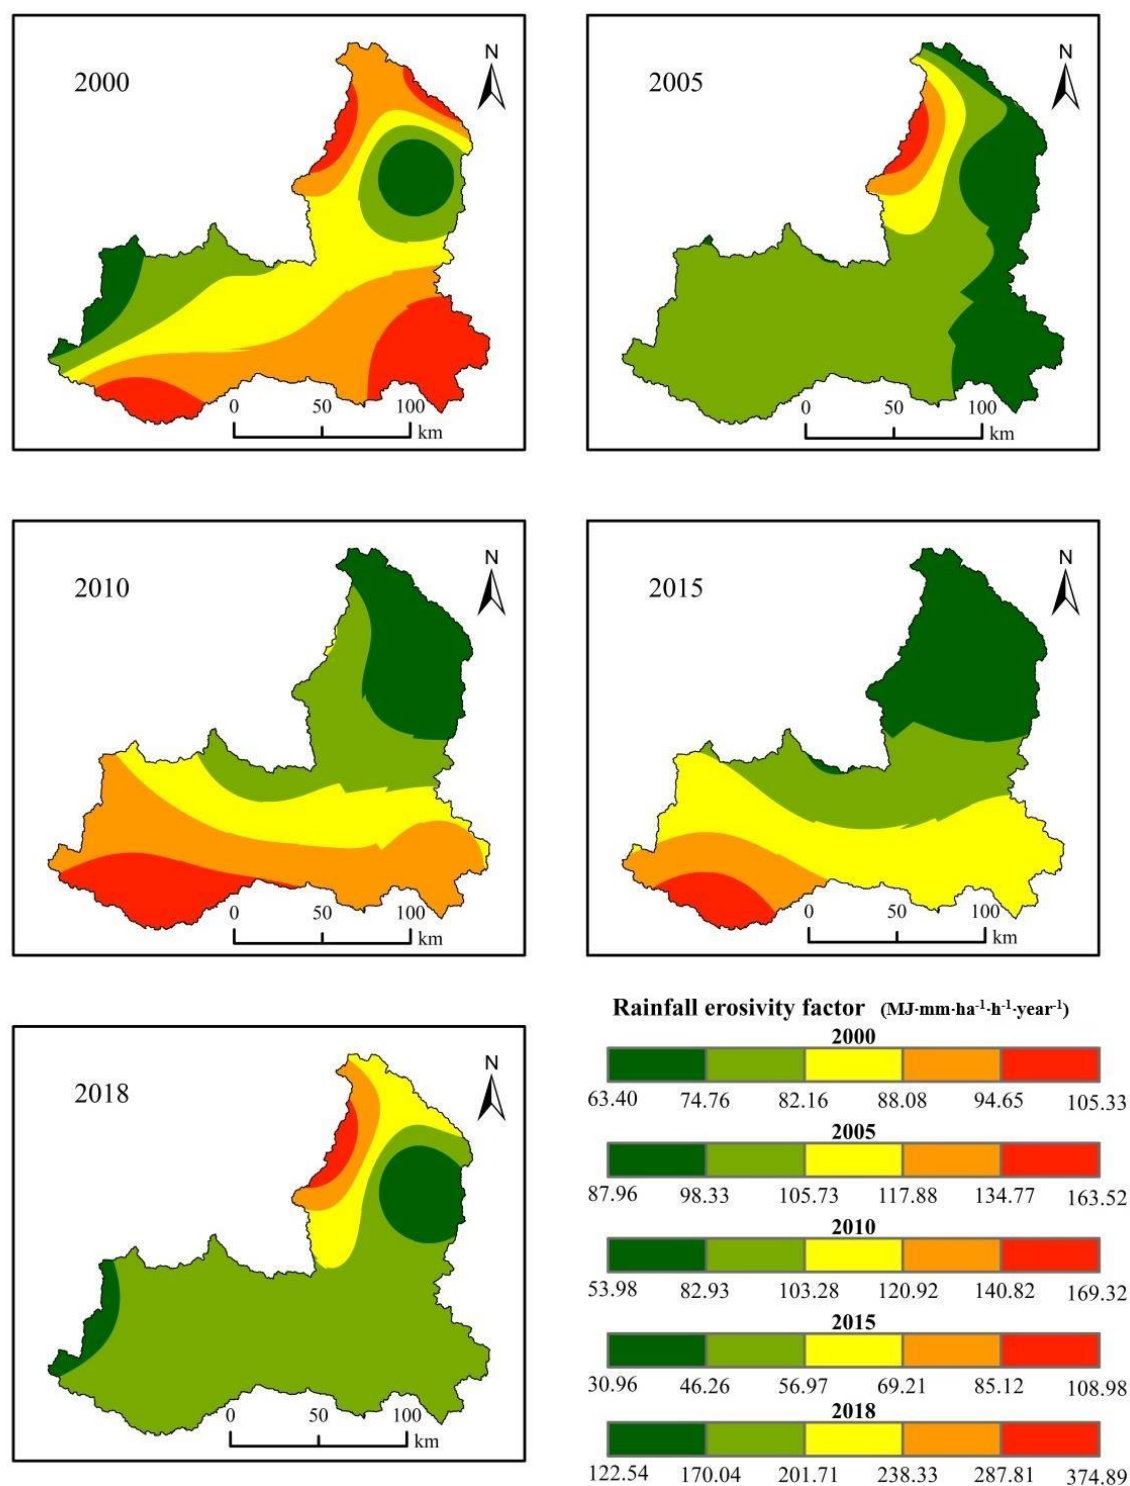 2000
N
0 50 100
km
2005
N
0 50 100
km
2010
N
0 50 100
km
2015
N
0 50 100
km
2018
N
0 50 100
km
Rainfall erosivity factor (MJ·mm·ha⁻¹·h⁻¹·year⁻¹)
2000
63.40 74.76 82.16 88.08 94.65 105.33
2005
87.96 98.33 105.73 117.88 134.77 163.52
2010
53.98 82.93 103.28 120.92 140.82 169.32
2015
30.96 46.26 56.97 69.21 85.12 108.98
2018
122.54 170.04 201.71 238.33 287.81 374.89